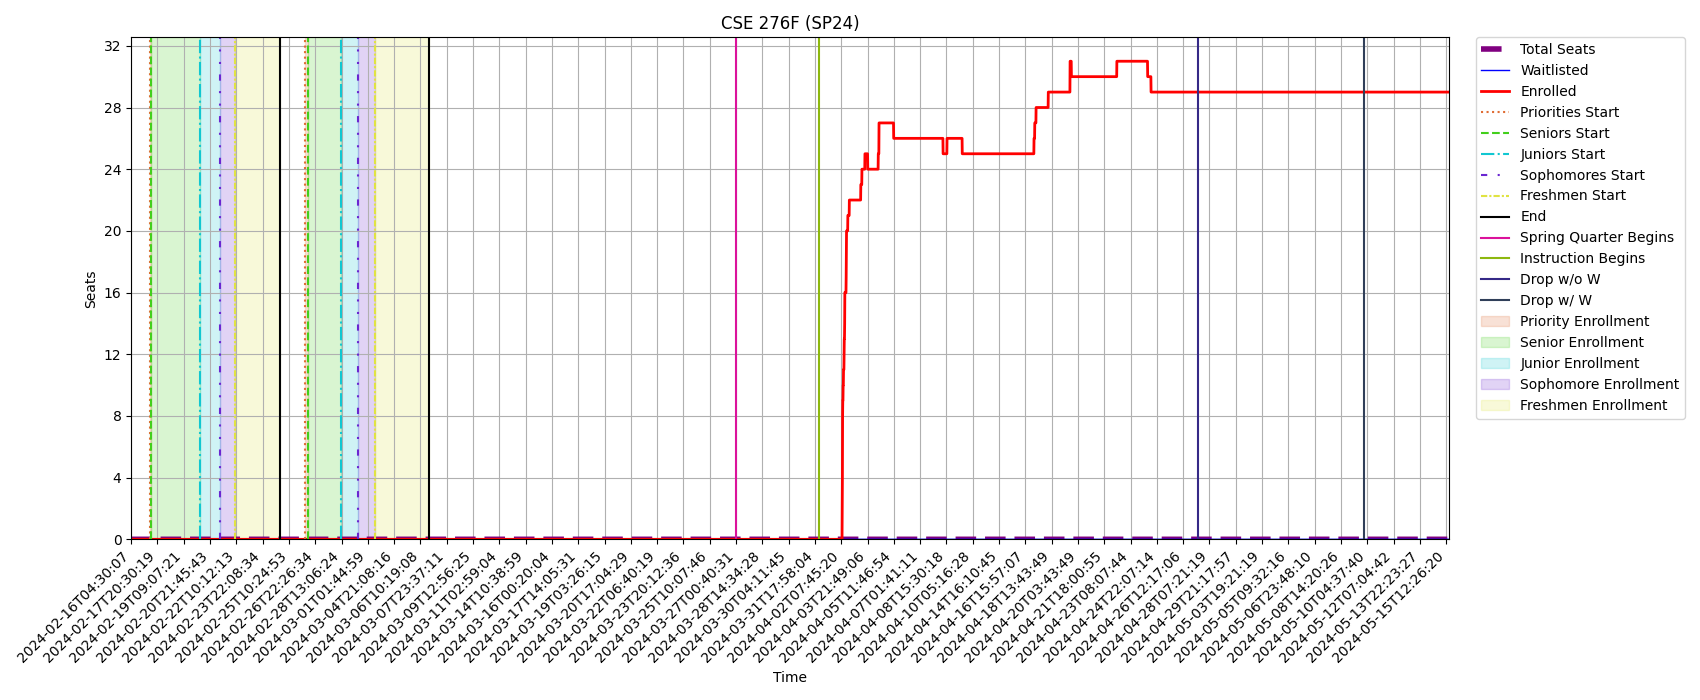 CSE 276F (SP24)
Seats
32
28
24
20
16
12
8
4
0
2024-02-16T04:30:07
2024-02-17T20:30:19
2024-02-19T09:07:21
2024-02-20T21:45:43
2024-02-22T10:12:13
2024-02-23T22:08:34
2024-02-25T10:24:53
2024-02-26T22:26:34
2024-02-28T13:06:24
2024-03-01T01:44:59
2024-03-04T21:08:16
2024-03-06T10:19:08
2024-03-07T23:37:11
2024-03-09T12:56:25
2024-03-11T02:59:04
2024-03-14T10:38:59
2024-03-16T00:20:04
2024-03-17T14:05:31
2024-03-19T03:26:15
2024-03-20T17:04:29
2024-03-22T06:40:19
2024-03-23T20:12:36
2024-03-25T10:07:46
2024-03-27T00:40:31
2024-03-28T14:34:28
2024-03-30T04:11:45
2024-03-31T17:58:04
2024-04-02T07:45:20
2024-04-03T21:49:06
2024-04-05T11:46:54
2024-04-07T01:41:11
2024-04-08T15:30:18
2024-04-10T05:16:28
2024-04-14T16:10:45
2024-04-16T15:57:07
2024-04-18T13:43:49
2024-04-20T03:43:49
2024-04-21T18:00:55
2024-04-23T08:07:44
2024-04-24T22:07:14
2024-04-26T12:17:06
2024-04-28T07:21:19
2024-04-29T21:17:57
2024-05-03T19:21:19
2024-05-05T09:32:16
2024-05-06T23:48:10
2024-05-08T14:20:26
2024-05-10T04:37:40
2024-05-12T07:04:42
2024-05-13T22:23:27
2024-05-15T12:26:20
Time
Total Seats
Waitlisted
Enrolled
Priorities Start
Seniors Start
Juniors Start
Sophomores Start
Freshmen Start
End
Spring Quarter Begins
Instruction Begins
Drop w/o W
Drop w/ W
Priority Enrollment
Senior Enrollment
Junior Enrollment
Sophomore Enrollment
Freshmen Enrollment